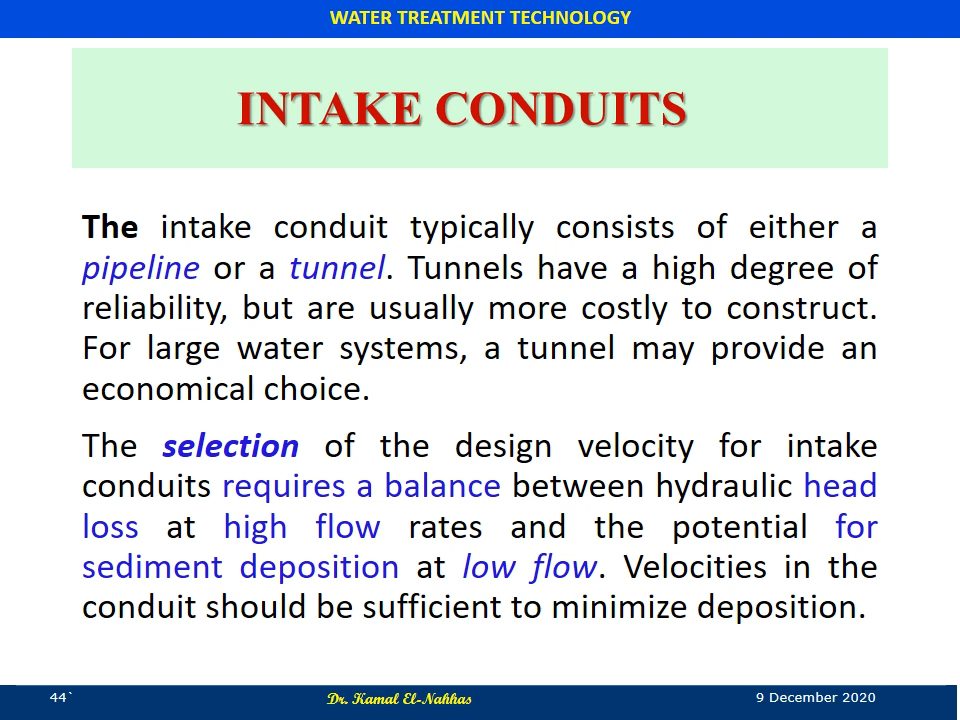 WATER TREATMENT TECHNOLOGY
INTAKE CONDUITS
The intake conduit typically consists of either a
pipeline or a tunnel. Tunnels have a high degree of
reliability, but are usually more costly to construct.
For large water systems, a tunnel may provide an
economical choice.
The selection of the design velocity for intake
conduits requires a balance between hydraulic head
loss at high flow rates and the potential for
sediment deposition at low flow. Velocities in the
conduit should be sufficient to minimize deposition.
44`
Dr. Kamal El-Nahhas
9 December 2020